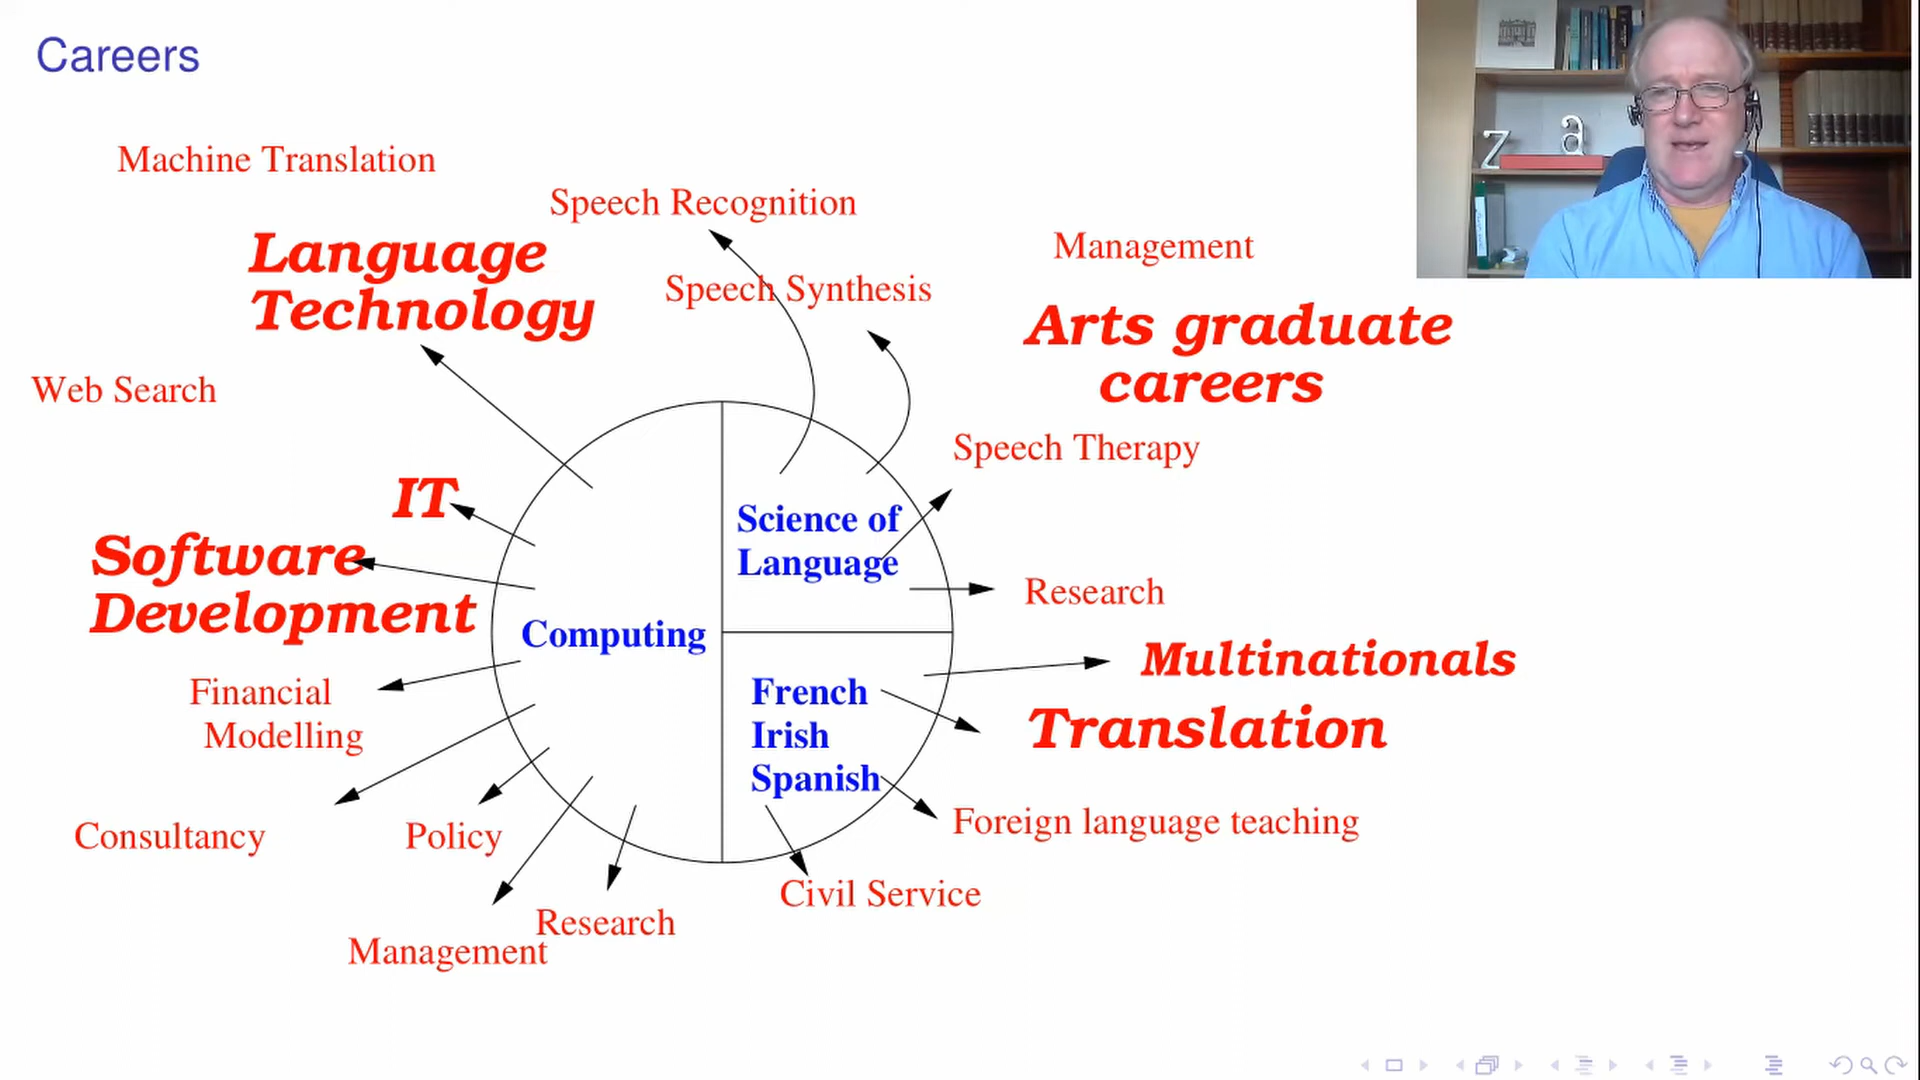 Careers
Machine Translation
Speech Recognition
Management
Language
Technology
Speech Synthesis
Arts graduate
careers
Web Search
Speech Therapy
IT
Science of
Language
Software
Development
Research
Computing
Multinationals
Financial
Modelling
French
Irish
Spanish
Translation
Consultancy
Policy
Foreign language teaching
Civil Service
Research
Management
z a